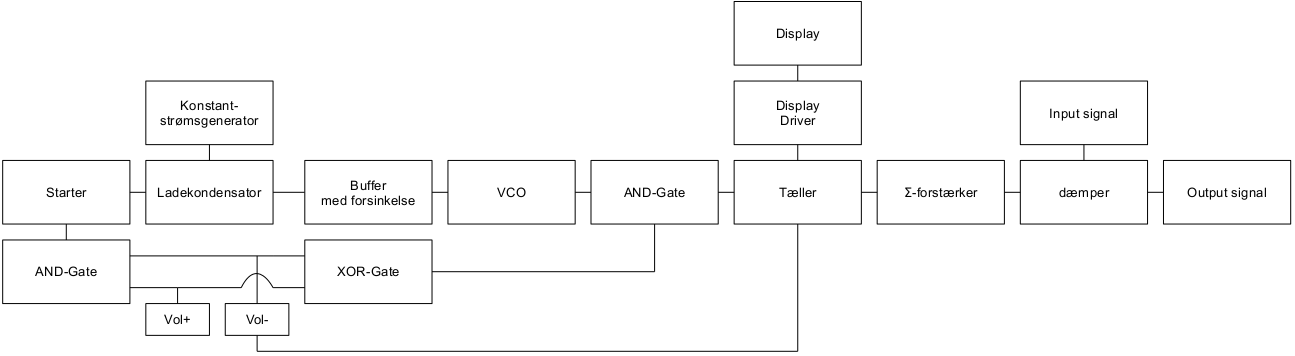 Display
Konstant-
strømsgenerator
Display
Driver
Input signal
Starter
Ladekondensator
Buffer
med forsinkelse
VCO
AND-Gate
Tæller
Σ-forstærker
dæmper
Output signal
AND-Gate
XOR-Gate
Vol+
Vol-